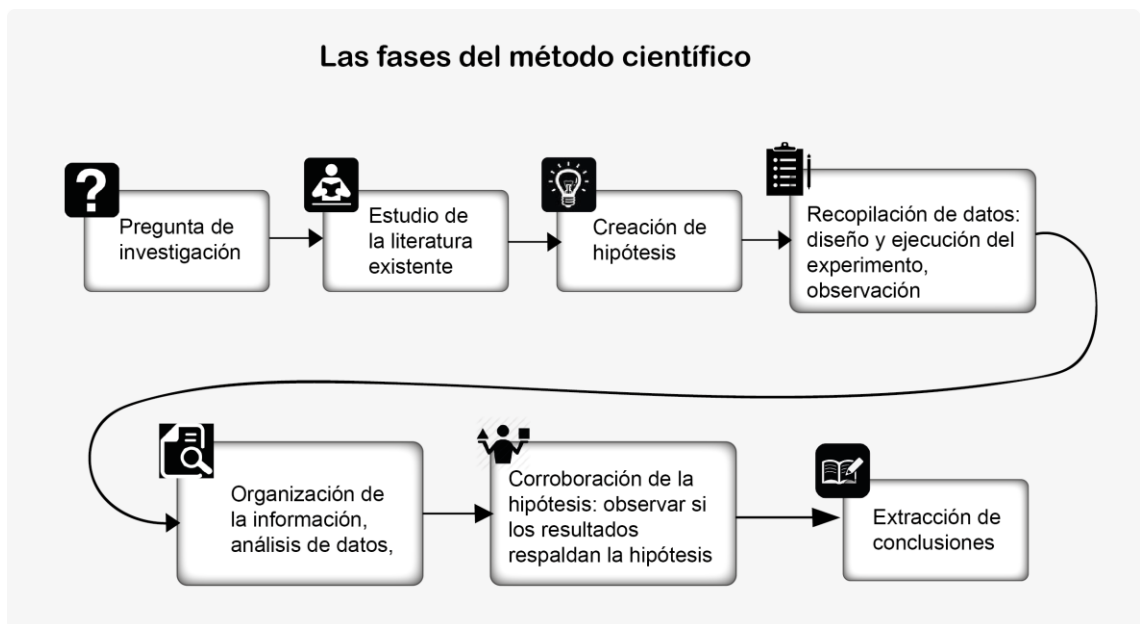 Las fases del método científico
?
Pregunta de
investigación
Estudio de
la literatura
existente
Creación de
hipótesis
Recopilación de datos:
diseño y ejecución del
experimento,
observación
Organización de
la información,
análisis de datos,
Corroboración de la
hipótesis: observar si
los resultados
respaldan la hipótesis
Extracción de
conclusiones